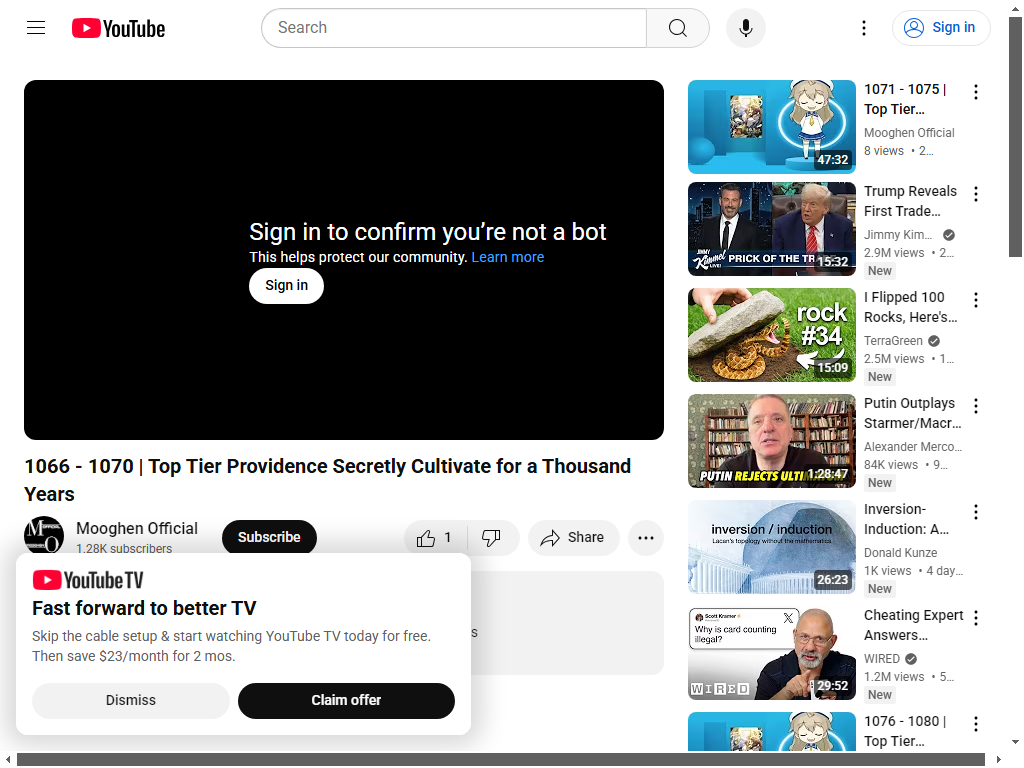 YouTube
Search
Sign in
Sign in to confirm you’re not a bot
This helps protect our community. Learn more
Sign in
1066 - 1070 | Top Tier Providence Secretly Cultivate for a Thousand
Years
Mooghen Official
1.28K subscribers
Subscribe
1
Share
YouTube TV
Fast forward to better TV
Skip the cable setup & start watching YouTube TV today for free.
Then save $23/month for 2 mos.
Dismiss
Claim offer
47:32
1071 - 1075 |
Top Tier…
Mooghen Official
8 views • 2…
JIMMY
Kimmel
LIVE!
PRICK OF THE TR
15:32
Trump Reveals
First Trade…
Jimmy Kim…
2.9M views • 2…
New
rock
#34
15:09
I Flipped 100
Rocks, Here's…
TerraGreen
2.5M views • 1…
New
PUTIN REJECTS ULTIM
1:28:47
Putin Outplays
Starmer/Macr…
Alexander Merco…
84K views • 9…
New
inversion / induction
Lacan's topology without the mathematics
26:23
Inversion-
Induction: A…
Donald Kunze
1K views • 4 day…
New
Scott Kramer
Why is card counting
illegal?
WIRED
29:52
Cheating Expert
Answers…
WIRED
1.2M views • 5…
New
1076 - 1080 |
Top Tier…